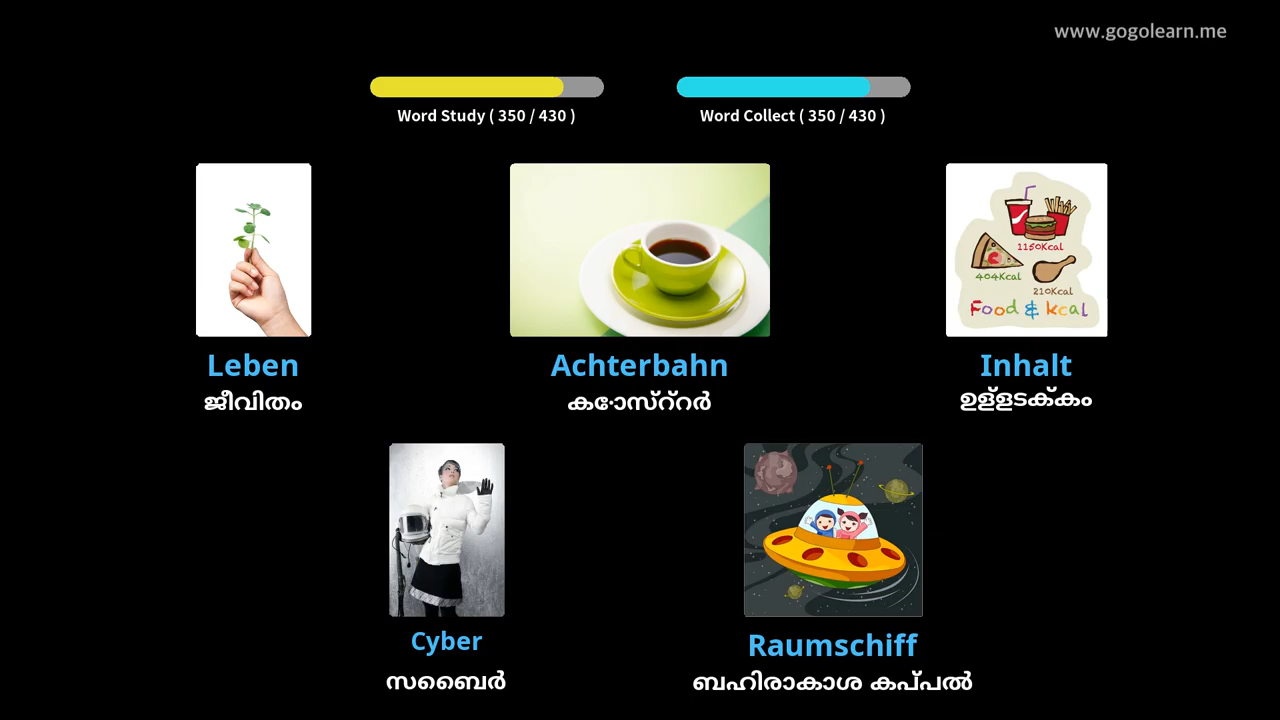 www.gogolearn.me
Word Study ( 350 / 430 )
Word Collect ( 350 / 430 )
1150Kcal
404Kcal
210Kcal
Food & kcal
Leben
ജീവിതം
Achterbahn
കോസ്റ്റർ
Inhalt
ഉള്ളടക്കം
Cyber
സൈബർ
Raumschiff
ബഹിരാകാശ കപ്പൽ